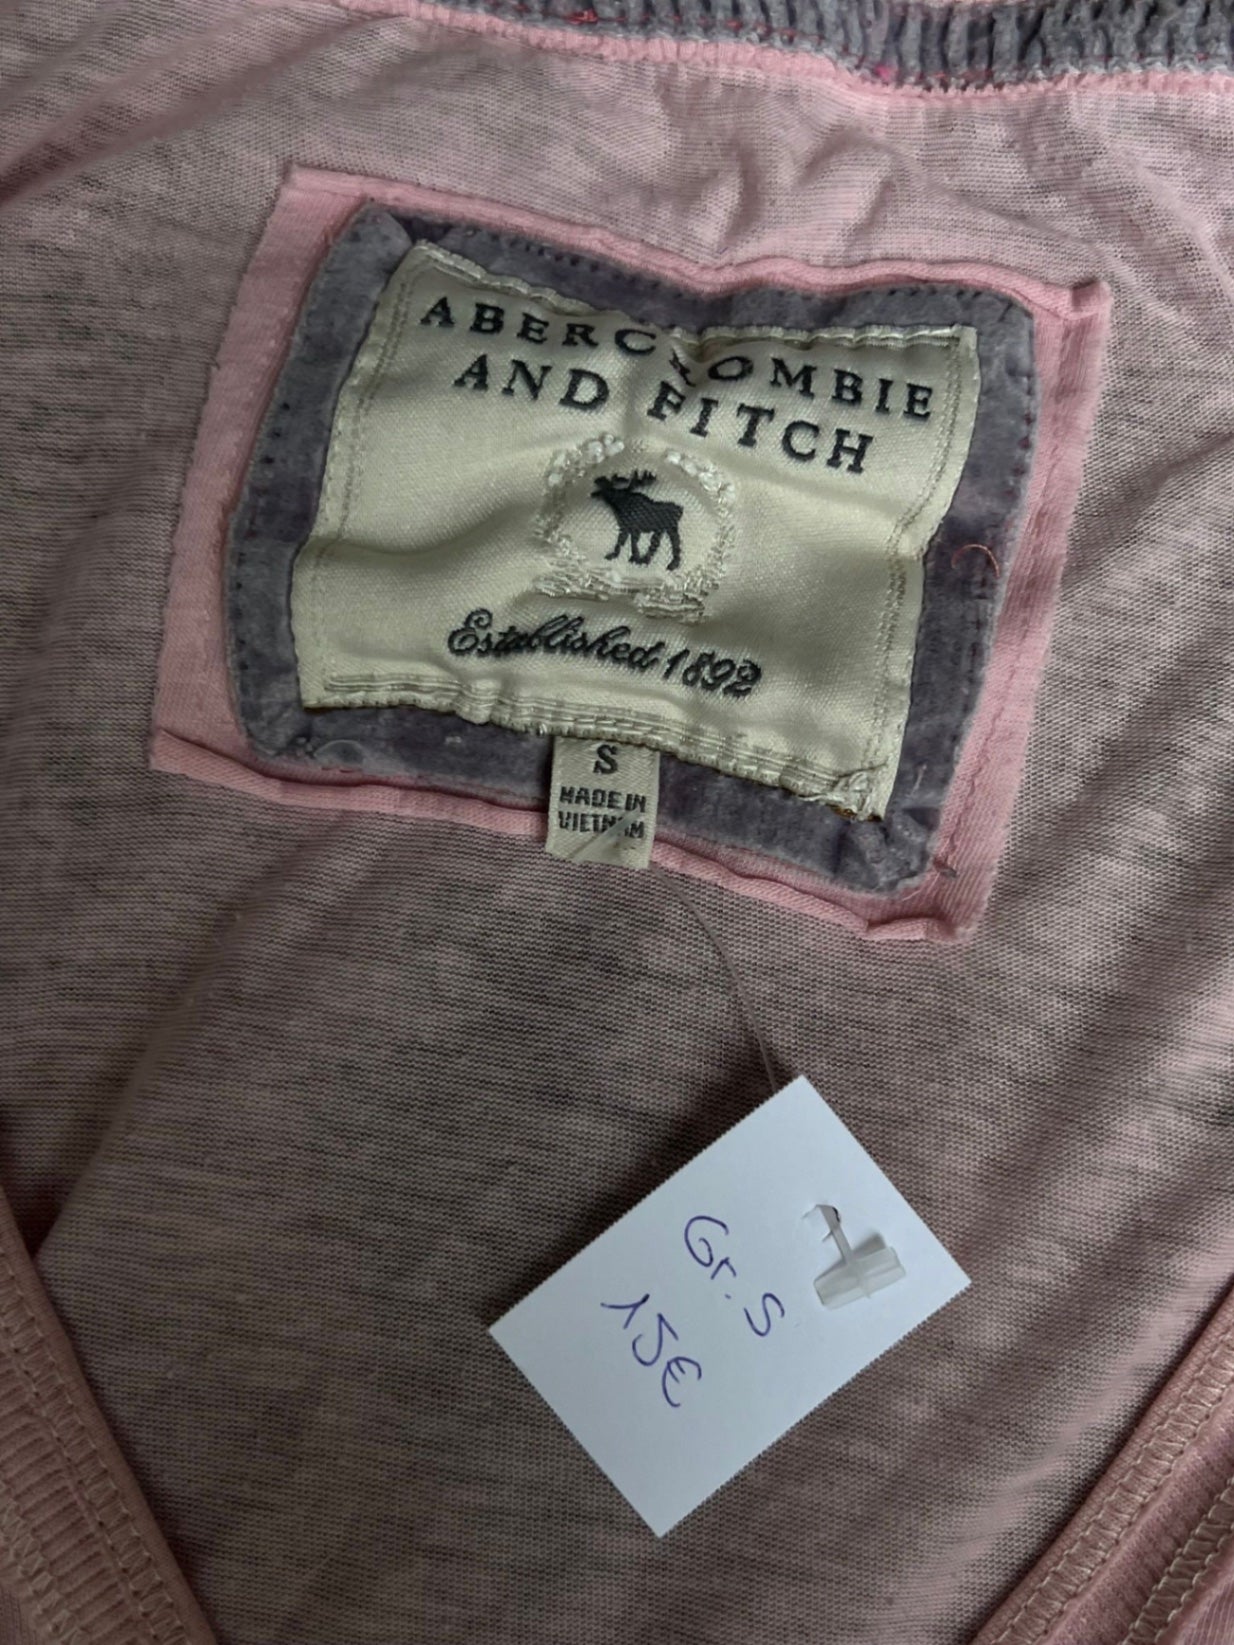 ABERCROMBIE
AND FITCH
Established 1892
S
MADE IN
VIETNAM
Gr. S
15€